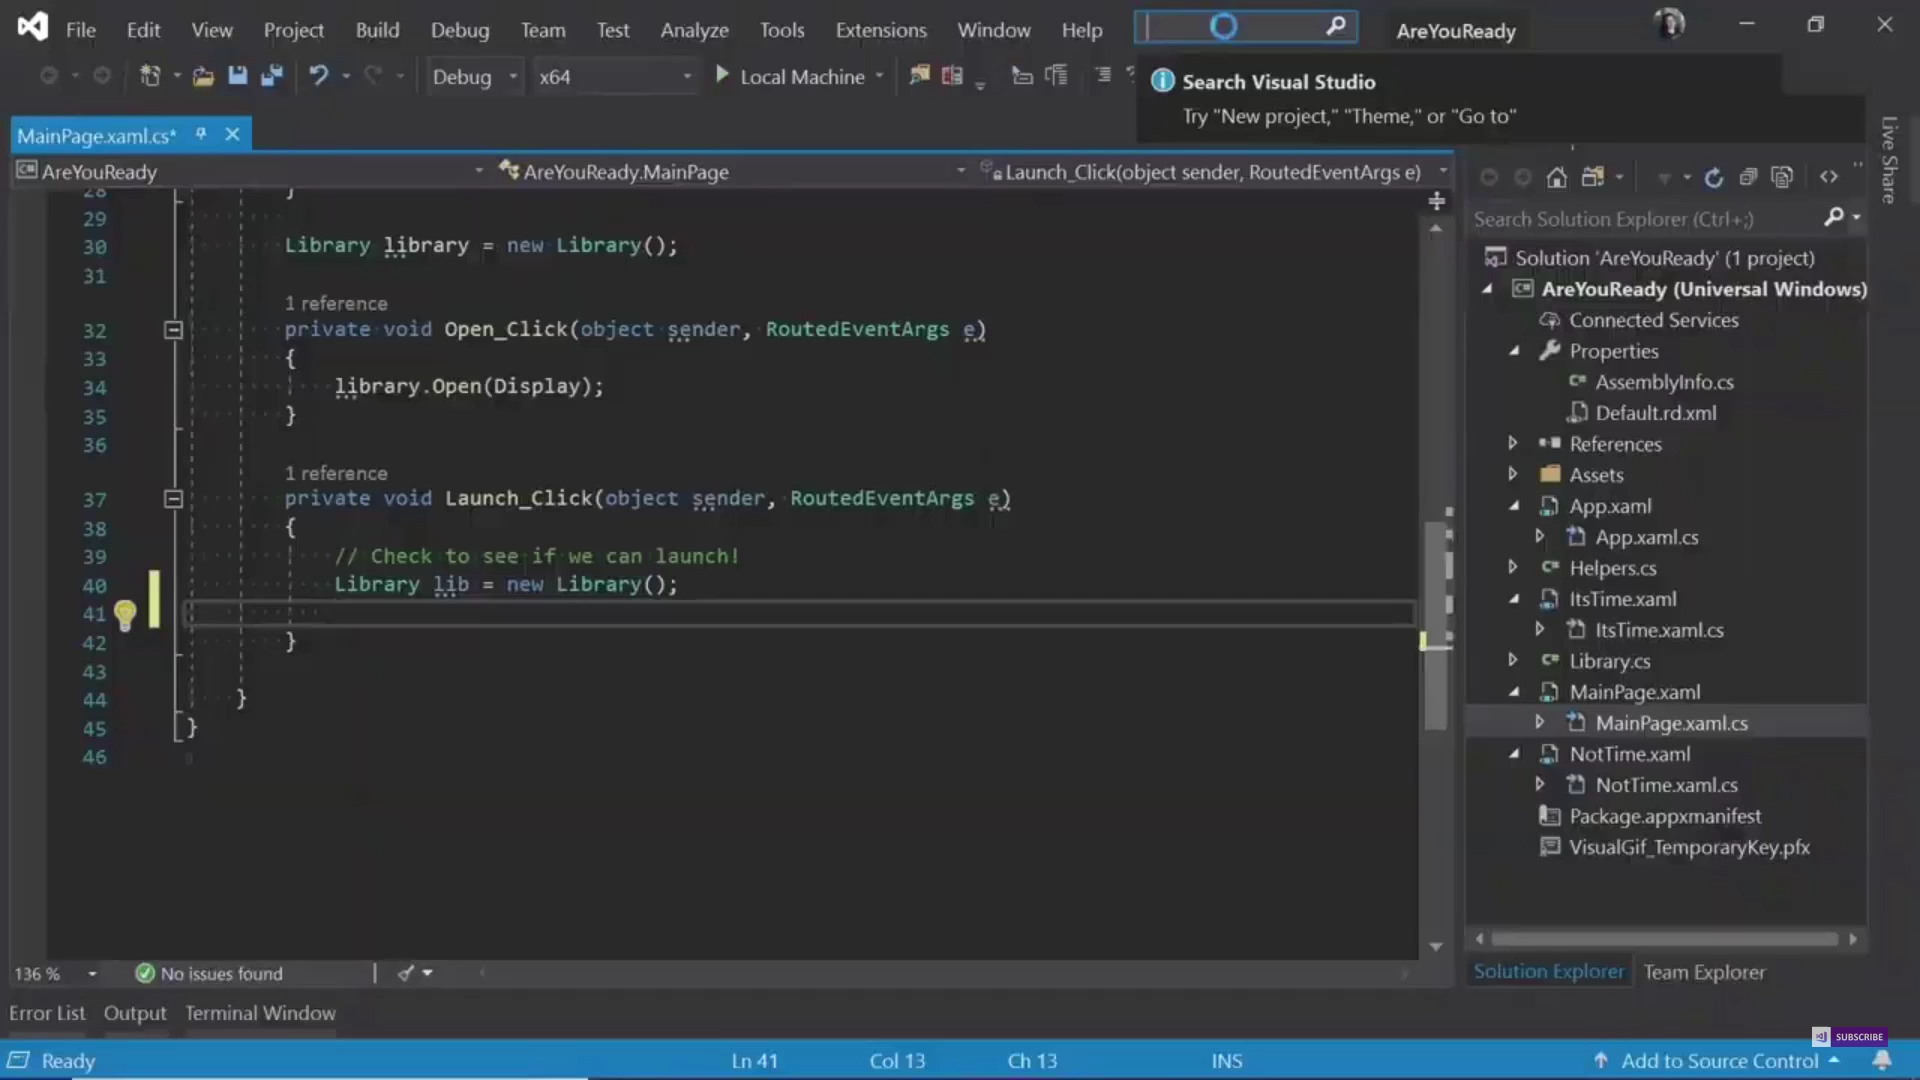 File Edit View Project Build Debug Team Test Analyze Tools Extensions Window Help AreYouReady
Debug x64 Local Machine
Search Visual Studio
Try "New project," "Theme," or "Go to"
MainPage.xaml.cs*
AreYouReady AreYouReady.MainPage Launch_Click(object sender, RoutedEventArgs e)
28 }
29
30 Library library = new Library();
31
1 reference
32 private void Open_Click(object sender, RoutedEventArgs e)
33 {
34 library.Open(Display);
35 }
36
1 reference
37 private void Launch_Click(object sender, RoutedEventArgs e)
38 {
39 // Check to see if we can launch!
40 Library lib = new Library();
41
42 }
43
44 }
45 }
46
136 % No issues found
Live Share
Search Solution Explorer (Ctrl+;)
Solution 'AreYouReady' (1 project)
AreYouReady (Universal Windows)
Connected Services
Properties
AssemblyInfo.cs
Default.rd.xml
References
Assets
App.xaml
App.xaml.cs
Helpers.cs
ItsTime.xaml
ItsTime.xaml.cs
Library.cs
MainPage.xaml
MainPage.xaml.cs
NotTime.xaml
NotTime.xaml.cs
Package.appxmanifest
VisualGif_TemporaryKey.pfx
Solution Explorer Team Explorer
Error List Output Terminal Window
SUBSCRIBE
Ready Ln 41 Col 13 Ch 13 INS Add to Source Control